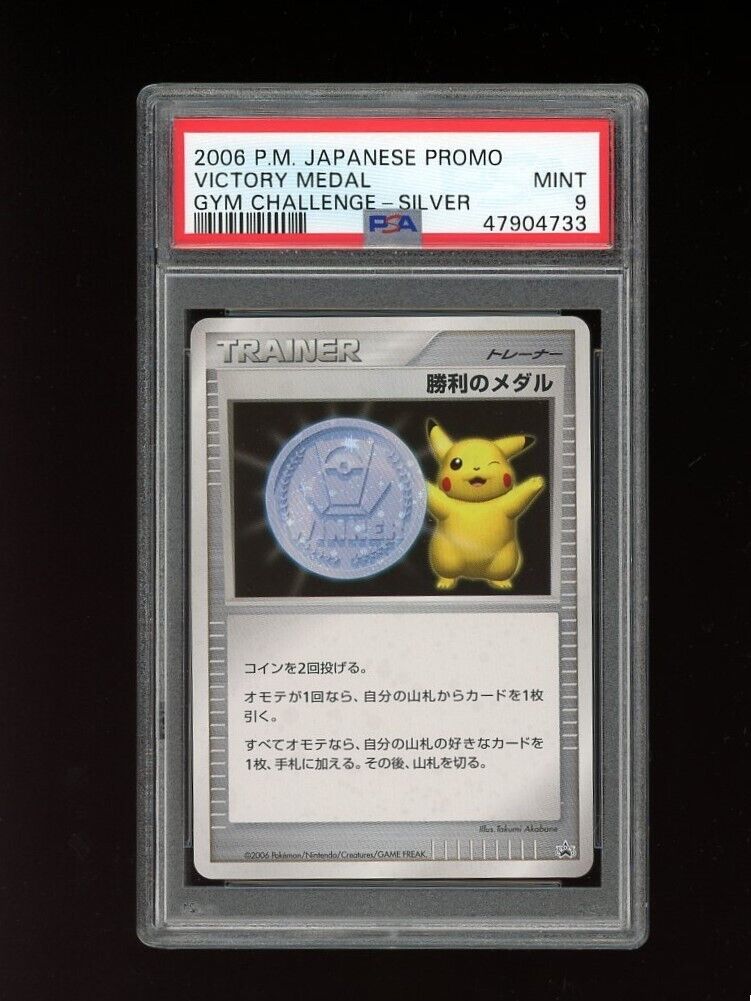 2006 P.M. JAPANESE PROMO
VICTORY MEDAL MINT
GYM CHALLENGE-SILVER 9
PSA 47904733
TRAINER トレーナー
勝利のメダル
WINNER
コインを2回投げる。
オモテが1回なら、自分の山札からカードを1枚
引く。
すべてオモテなら、自分の山札の好きなカードを
1枚、手札に加える。その後、山札を切る。
Illus. Takumi Akabane
©2006 Pokémon/Nintendo/Creatures/GAME FREAK.